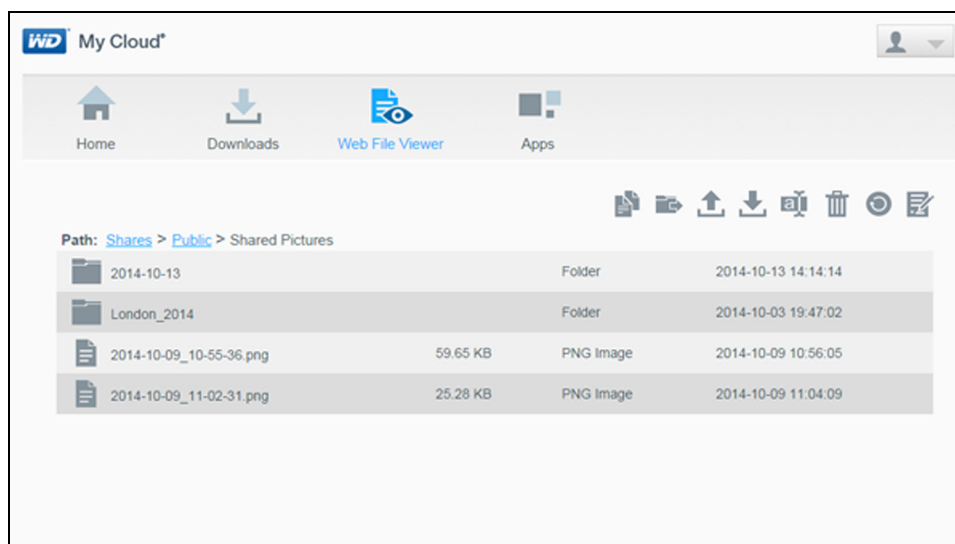 WD My Cloud®
Home Downloads Web File Viewer Apps
Path: Shares > Public > Shared Pictures
2014-10-13 Folder 2014-10-13 14:14:14
London_2014 Folder 2014-10-03 19:47:02
2014-10-09_10-55-36.png 59.65 KB PNG Image 2014-10-09 10:56:05
2014-10-09_11-02-31.png 25.28 KB PNG Image 2014-10-09 11:04:09